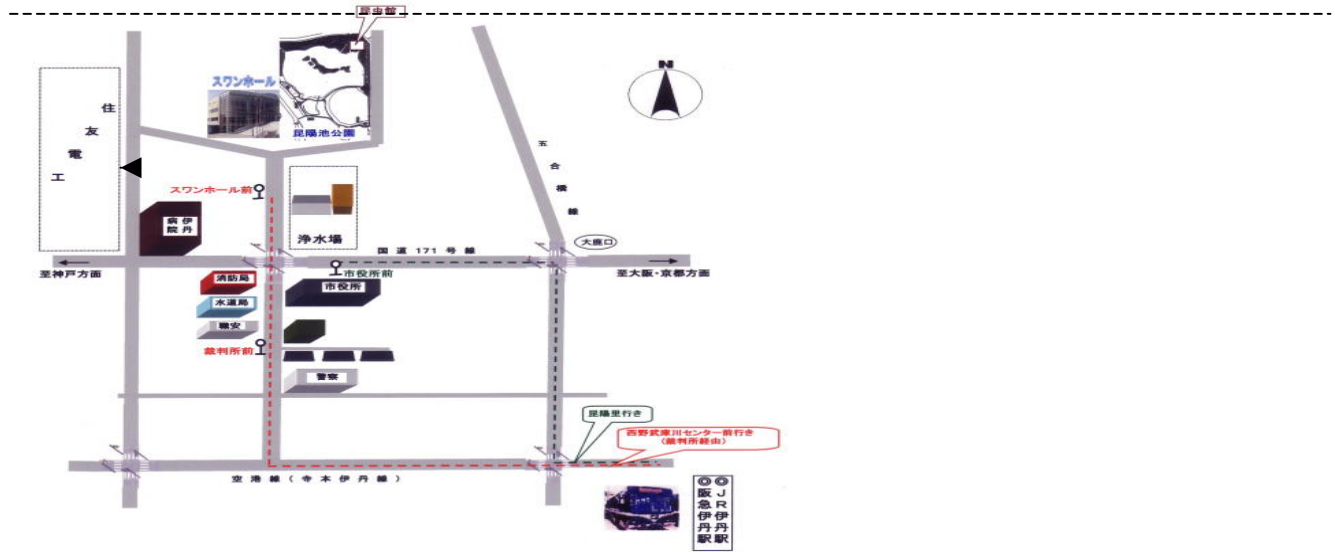 昆虫館
スワンホール
昆陽池公園
N
住友電工
五合橋線
スワンホール前
伊丹病院
浄水場
国道171号線
大鹿口
至神戸方面
市役所前
至大阪・京都方面
消防局
市役所
水道局
職安
裁判所前
警察
昆陽里行き
西野武庫川センター前行き
(裁判所経由)
空港線(寺本伊丹線)
◎JR伊丹駅
◎阪急伊丹駅